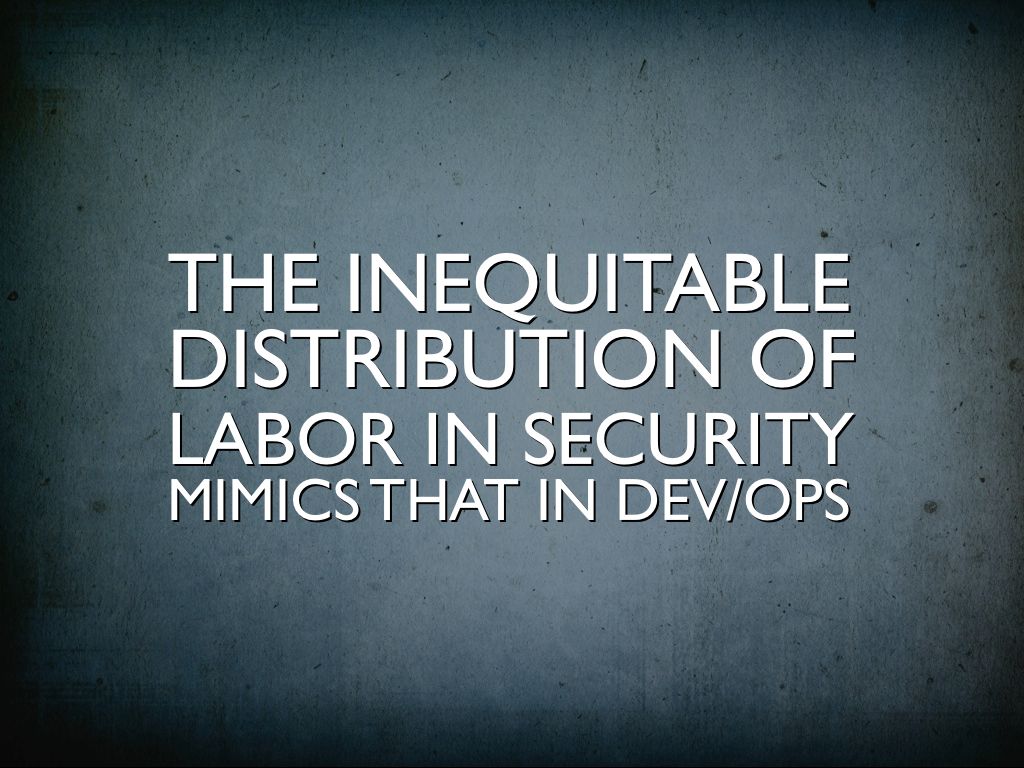 THE INEQUITABLE
DISTRIBUTION OF
LABOR IN SECURITY
MIMICS THAT IN DEV/OPS